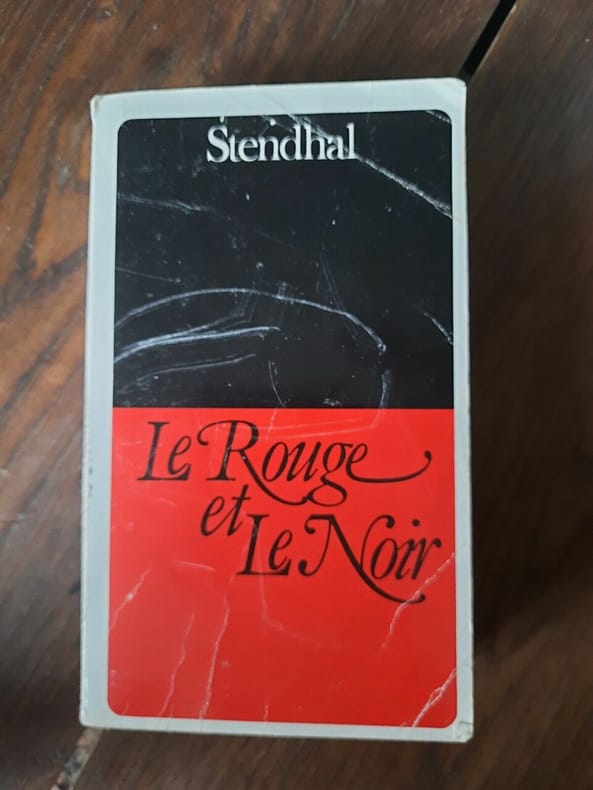 Stendhal
Le Rouge
et
Le Noir